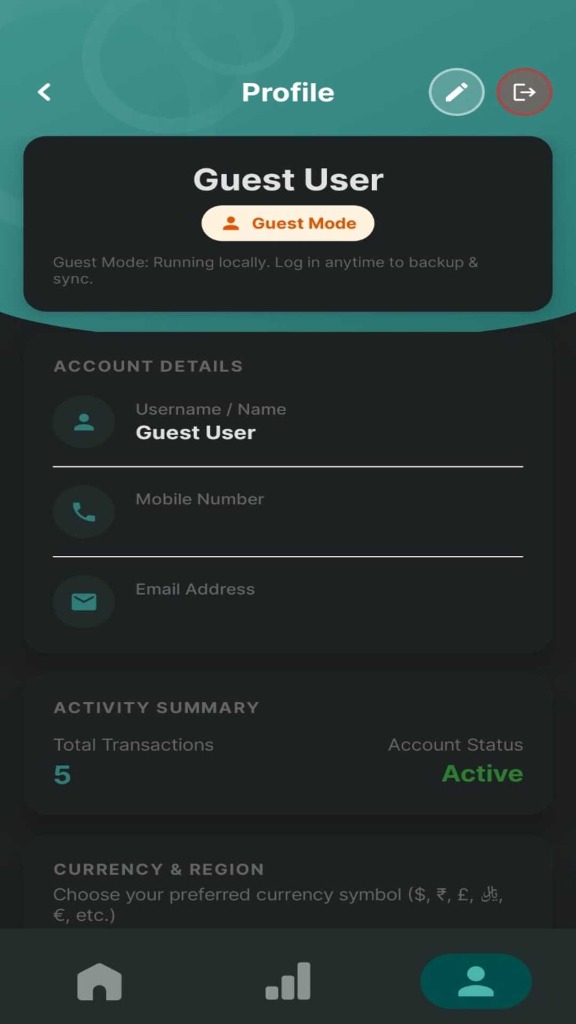 Profile
Guest User
Guest Mode
Guest Mode: Running locally. Log in anytime to backup &
sync.
ACCOUNT DETAILS
Username / Name
Guest User
Mobile Number
Email Address
ACTIVITY SUMMARY
Total Transactions
5
Account Status
Active
CURRENCY & REGION
Choose your preferred currency symbol ($, ₹, £, ﷼,
€, etc.)